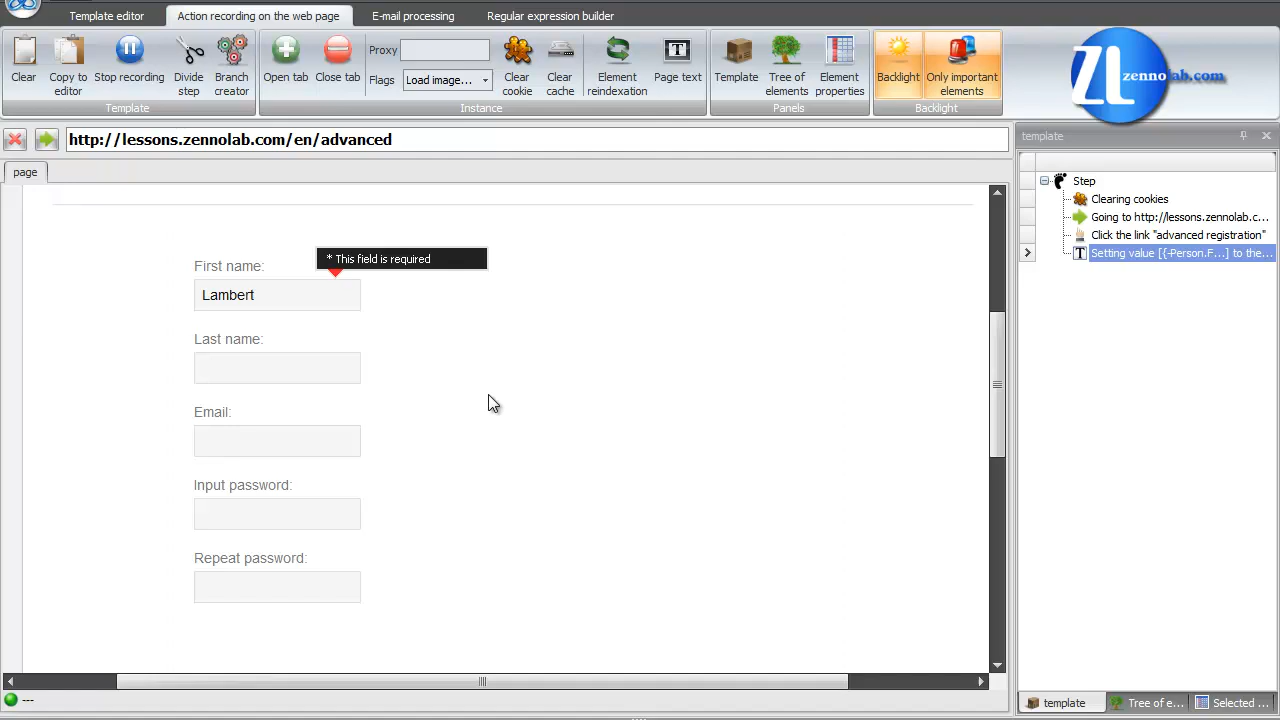 Template editor
Action recording on the web page
E-mail processing
Regular expression builder
Clear
Copy to editor
Stop recording
Divide step
Branch creator
Template
Open tab
Close tab
Proxy
Flags
Load image...
Clear cookie
Clear cache
Element reindexation
Page text
Instance
Template
Tree of elements
Element properties
Panels
Backlight
Only important elements
Backlight
ZL zennolab.com
http://lessons.zennolab.com/en/advanced
page
First name:
* This field is required
Lambert
Last name:
Email:
Input password:
Repeat password:
---
template
Step
Clearing cookies
Going to http://lessons.zennolab.c...
Click the link "advanced registration"
Setting value [{-Person.F...] to the...
template
Tree of e...
Selected ...